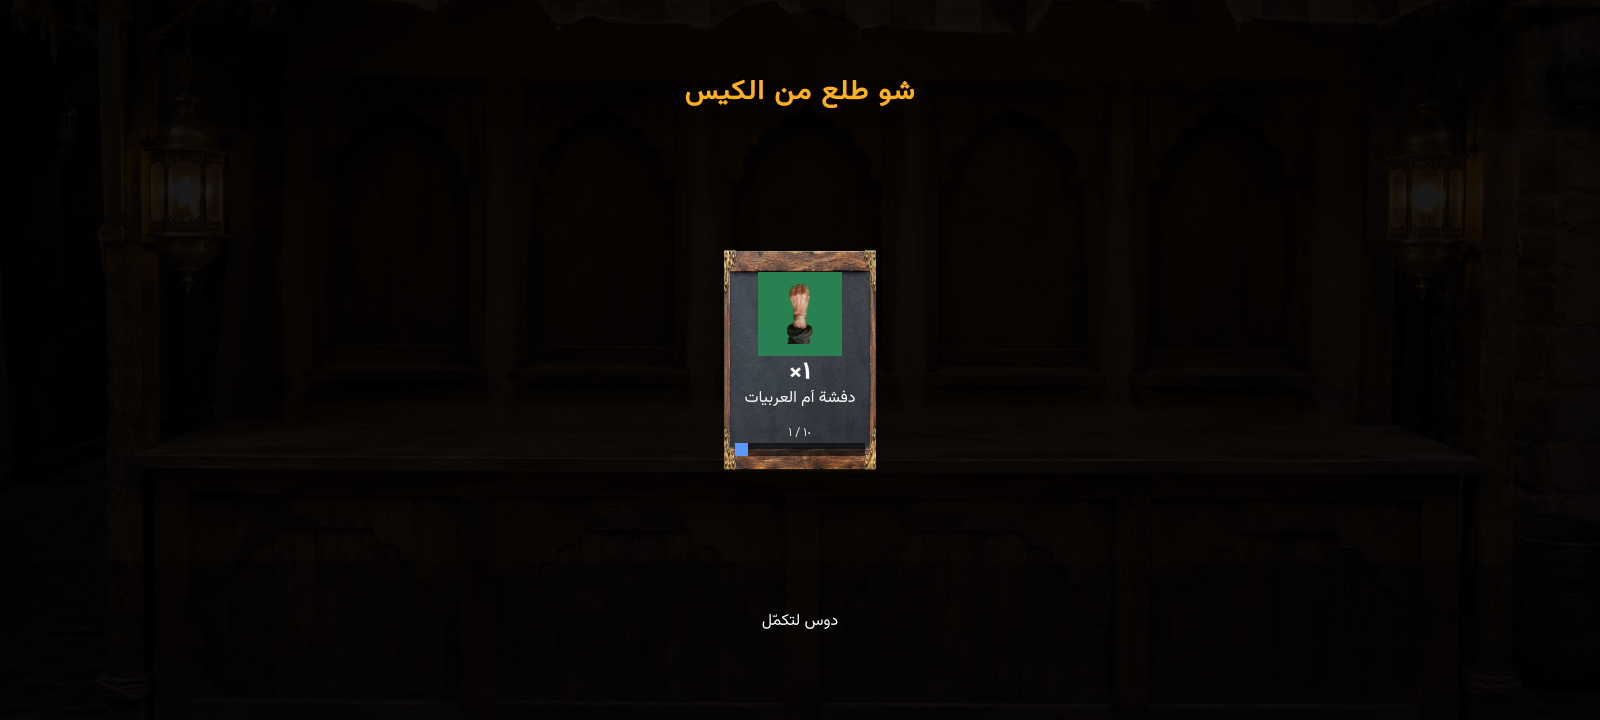 شو طلع من الكيس
×١
دفشة أم العربيات
١ / ١٠
دوس لتكمّل